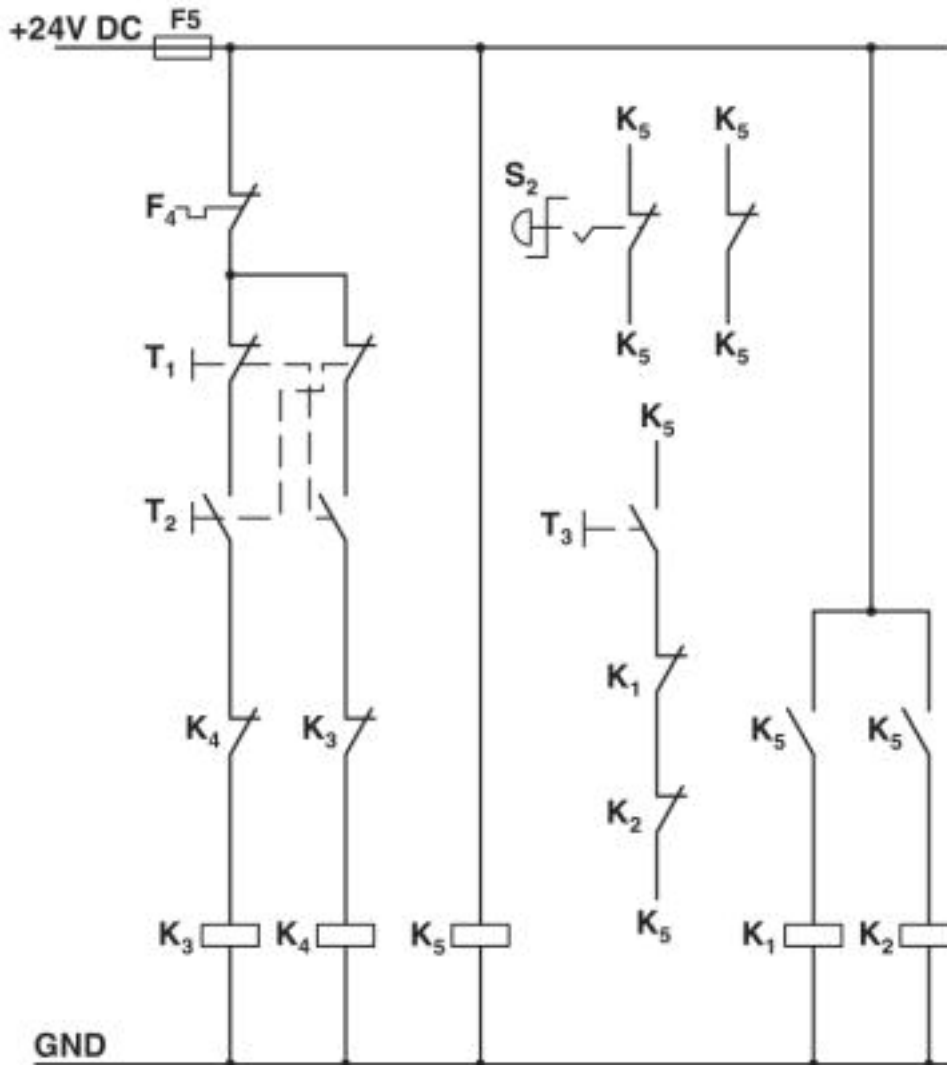 +24V DC F5
K₅ K₅
S₂
F₄
K₅ K₅
T₁
K₅
T₂
T₃
K₁
K₄ K₃ K₅ K₅
K₂
K₅
K₃ K₄ K₅ K₁ K₂
GND